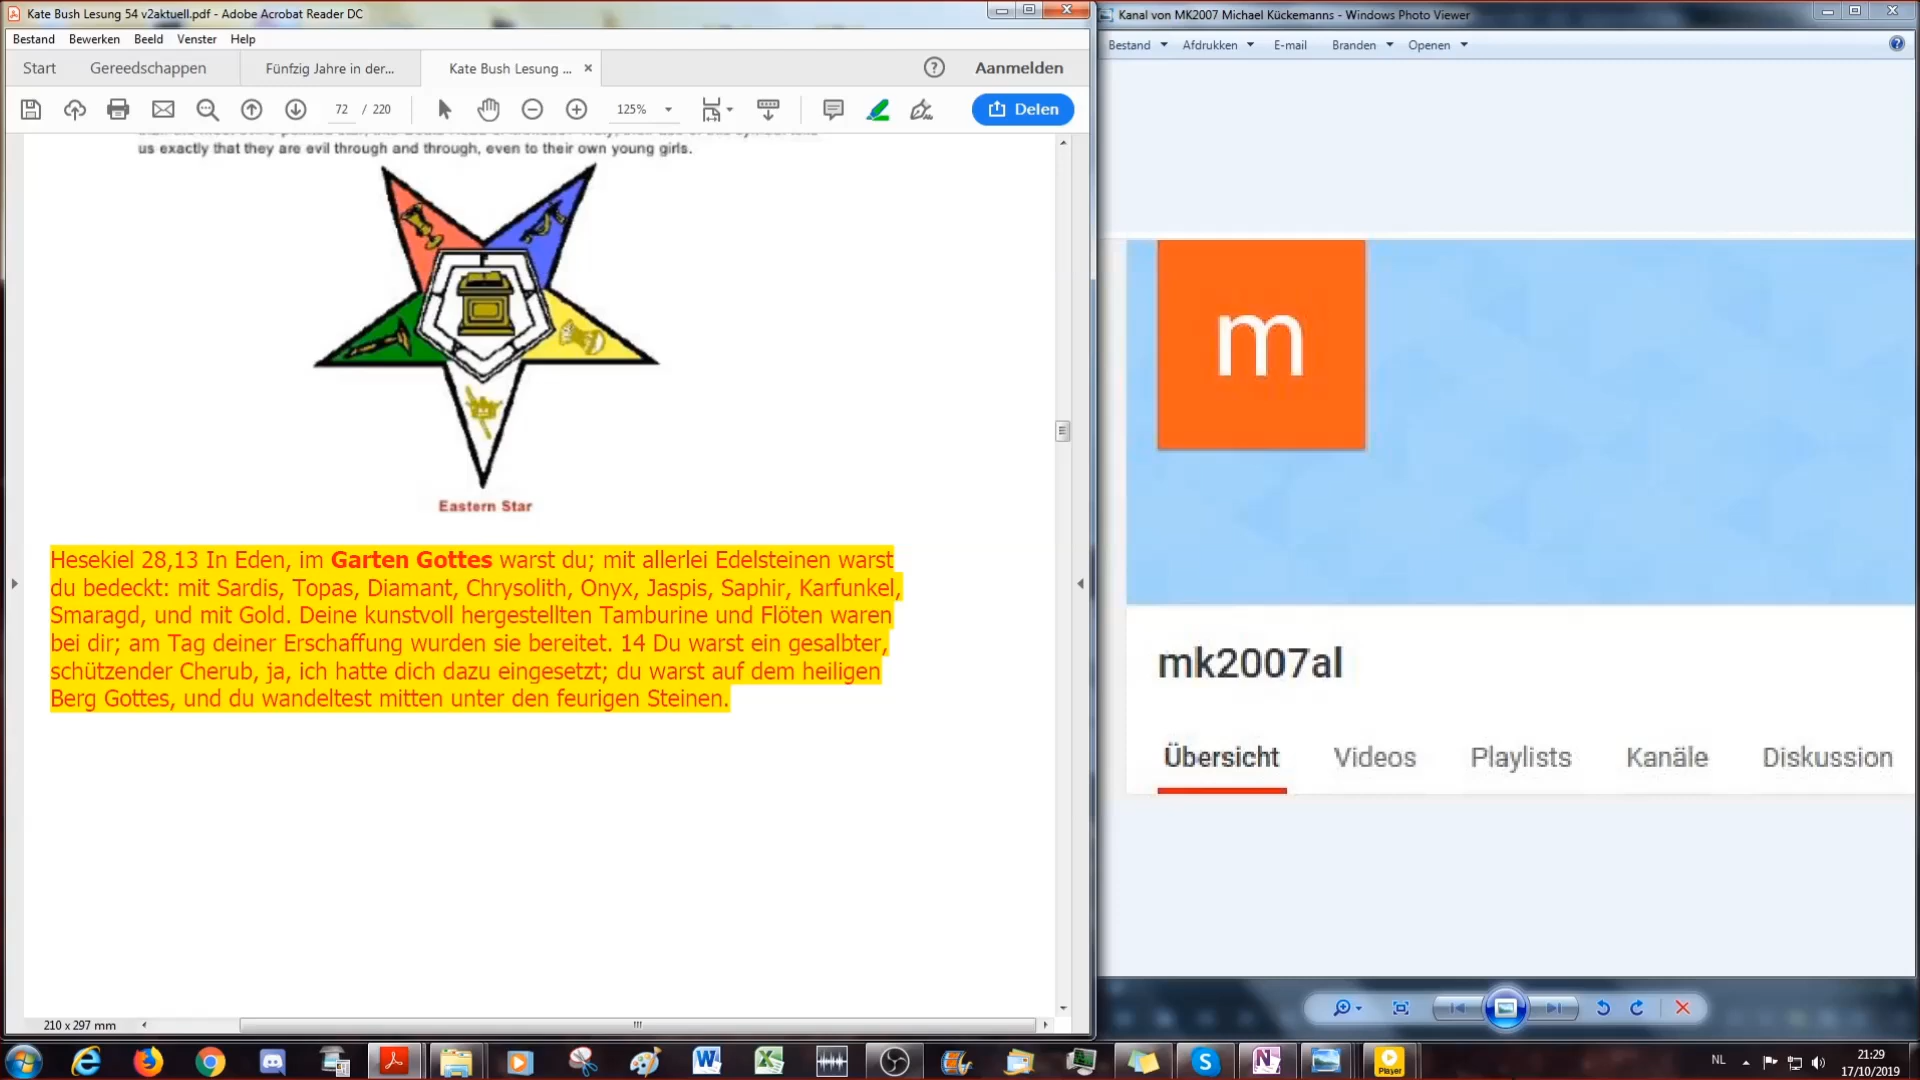 Kate Bush Lesung 54 v2aktuell.pdf - Adobe Acrobat Reader DC
Bestand Bewerken Beeld Venster Help
Start Gereedschappen Fünfzig Jahre in der... Kate Bush Lesung ... × ? Aanmelden
72 / 220 125% Delen
us exactly that they are evil through and through, even to their own young girls.
Eastern Star
Hesekiel 28,13 In Eden, im Garten Gottes warst du; mit allerlei Edelsteinen warst
du bedeckt: mit Sardis, Topas, Diamant, Chrysolith, Onyx, Jaspis, Saphir, Karfunkel,
Smaragd, und mit Gold. Deine kunstvoll hergestellten Tamburine und Flöten waren
bei dir; am Tag deiner Erschaffung wurden sie bereitet. 14 Du warst ein gesalbter,
schützender Cherub, ja, ich hatte dich dazu eingesetzt; du warst auf dem heiligen
Berg Gottes, und du wandeltest mitten unter den feurigen Steinen.
210 x 297 mm
Kanal von MK2007 Michael Kückemanns - Windows Photo Viewer
Bestand Afdrukken E-mail Branden Openen
m
mk2007al
Übersicht Videos Playlists Kanäle Diskussion
Player
NL
21:29
17/10/2019